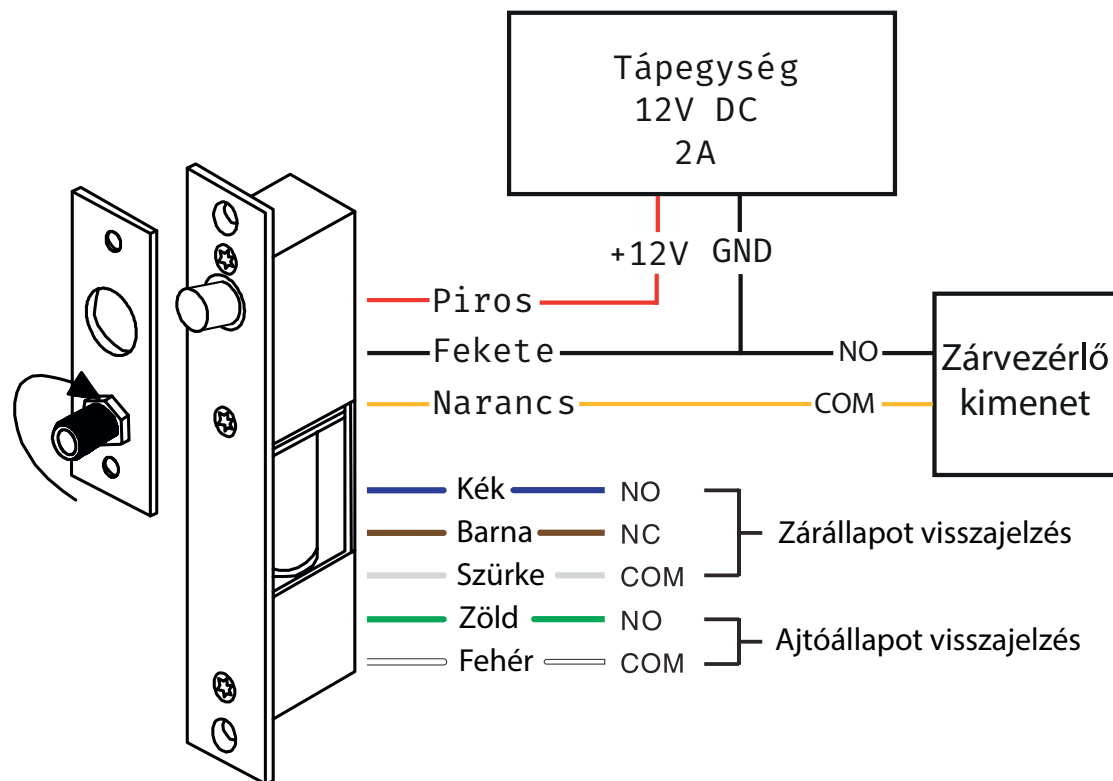 Tápegység
12V DC
2A
+12V GND
Piros
Fekete NO
Narancs COM
Zárvezérlő
kimenet
Kék NO
Barna NC
Szürke COM
Zárállapot visszajelzés
Zöld NO
Fehér COM
Ajtóállapot visszajelzés